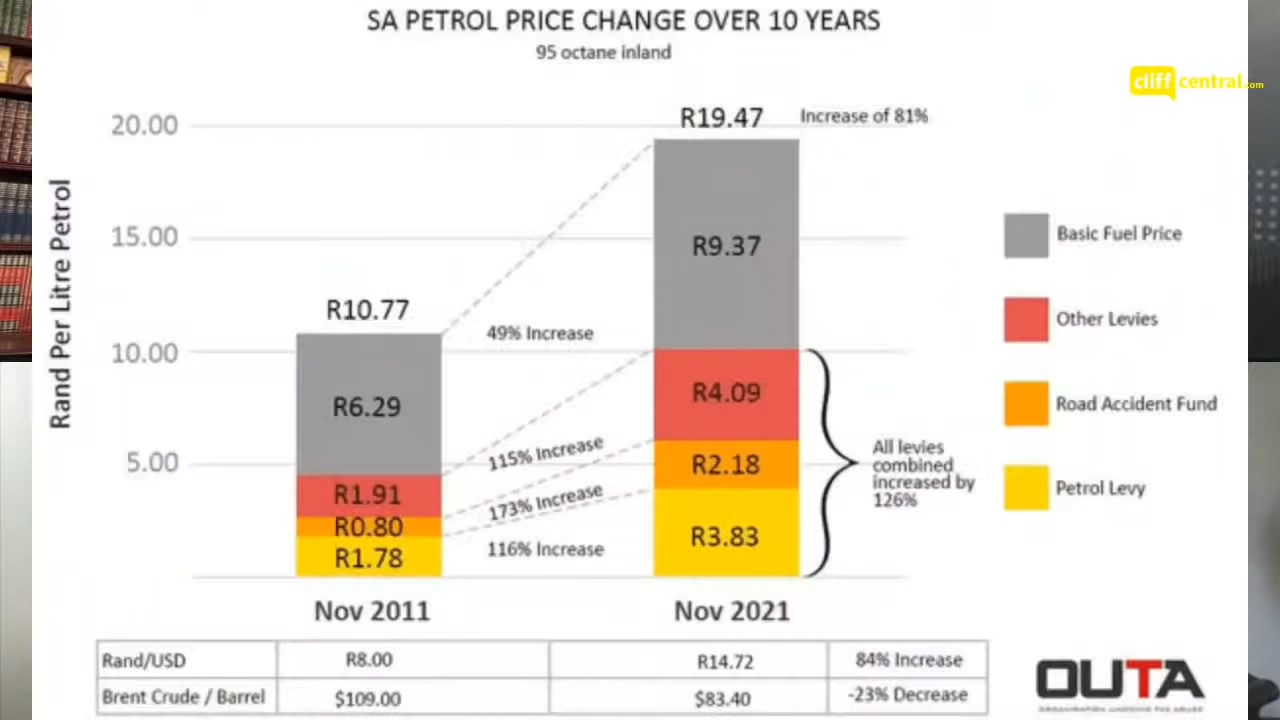 SA PETROL PRICE CHANGE OVER 10 YEARS
95 octane inland
cliffcentral.com
Rand Per Litre Petrol
20.00
15.00
10.00
5.00
R10.77
R6.29
R1.91
R0.80
R1.78
49% Increase
115% Increase
173% Increase
116% Increase
R19.47
Increase of 81%
R9.37
R4.09
R2.18
R3.83
All levies
combined
increased by
126%
Basic Fuel Price
Other Levies
Road Accident Fund
Petrol Levy
Nov 2011
Nov 2021
Rand/USD R8.00 R14.72 84% Increase
Brent Crude / Barrel $109.00 $83.40 -23% Decrease
OUTA